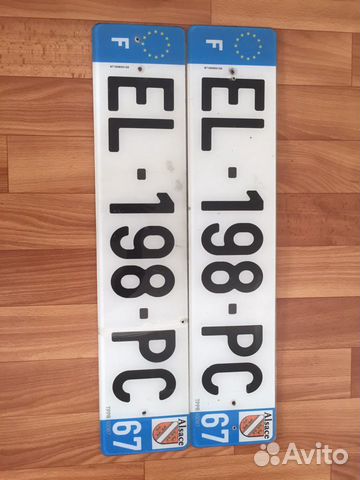 F
EL-198-PC
Alsace
67
F
EL-198-PC
Alsace
67
Avito